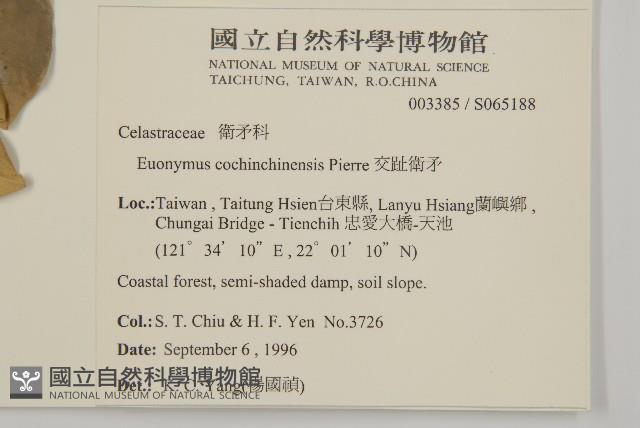 國立自然科學博物館
NATIONAL MUSEUM OF NATURAL SCIENCE
TAICHUNG, TAIWAN, R.O.CHINA
003385 / S065188
Celastraceae 衛矛科
Euonymus cochinchinensis Pierre 交趾衛矛
Loc.:Taiwan , Taitung Hsien台東縣, Lanyu Hsiang蘭嶼鄉 ,
Chungai Bridge - Tienchih 忠愛大橋-天池
(121° 34’ 10” E , 22° 01’ 10” N)
Coastal forest, semi-shaded damp, soil slope.
Col.: S. T. Chiu & H. F. Yen No.3726
Date: September 6 , 1996
Det.: K. C. Yang(楊國禎)
國立自然科學博物館
NATIONAL MUSEUM OF NATURAL SCIENCE